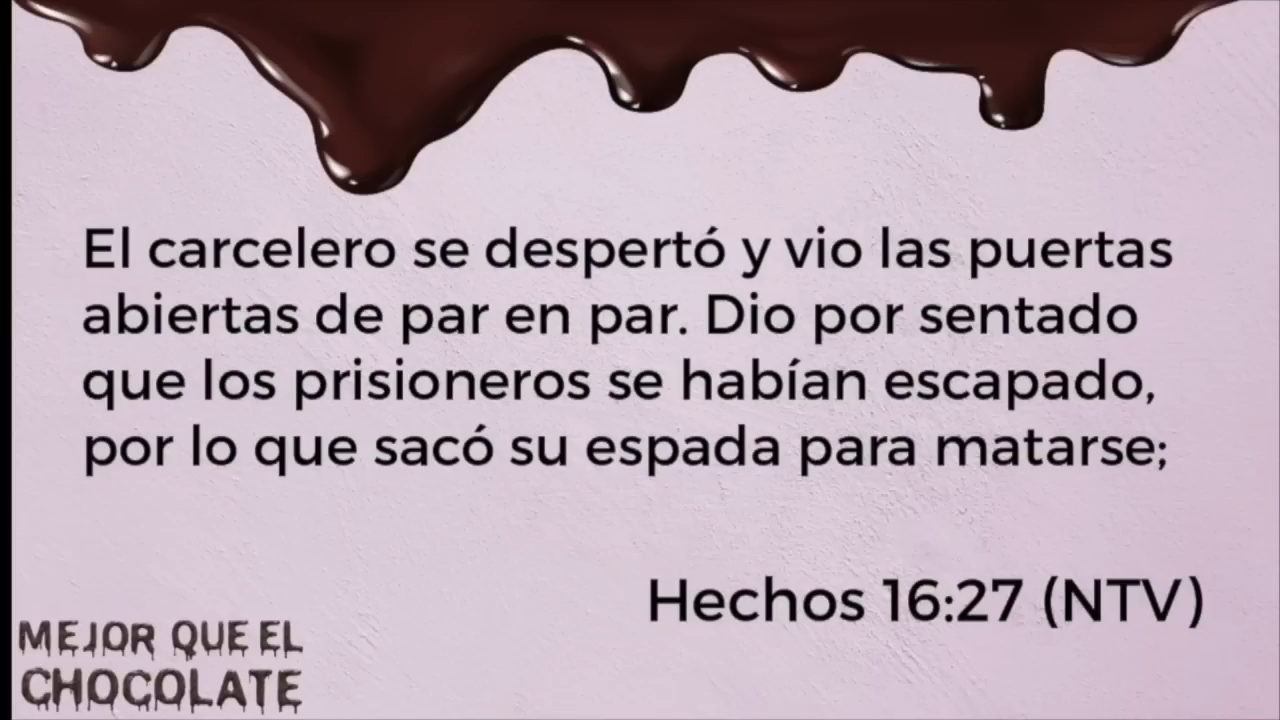 El carcelero se despertó y vio las puertas
abiertas de par en par. Dio por sentado
que los prisioneros se habían escapado,
por lo que sacó su espada para matarse;
Hechos 16:27 (NTV)
MEJOR QUE EL
CHOCOLATE